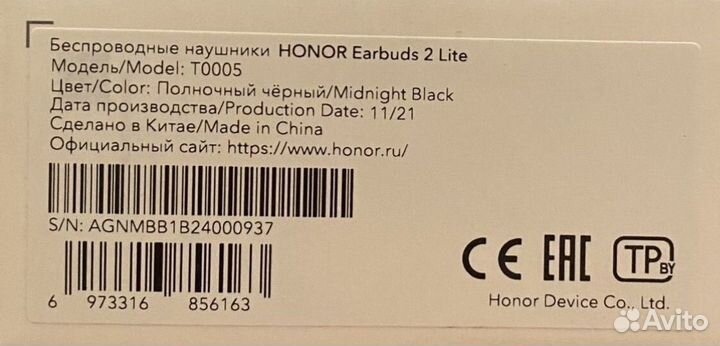 Беспроводные наушники HONOR Earbuds 2 Lite
Модель/Model: T0005
Цвет/Color: Полночный чёрный/Midnight Black
Дата производства/Production Date: 11/21
Сделано в Китае/Made in China
Официальный сайт: https://www.honor.ru/
S/N: AGNMBB1B24000937
6 973316 856163
CE EAC TP BY
Honor Device Co., Ltd.
Avito